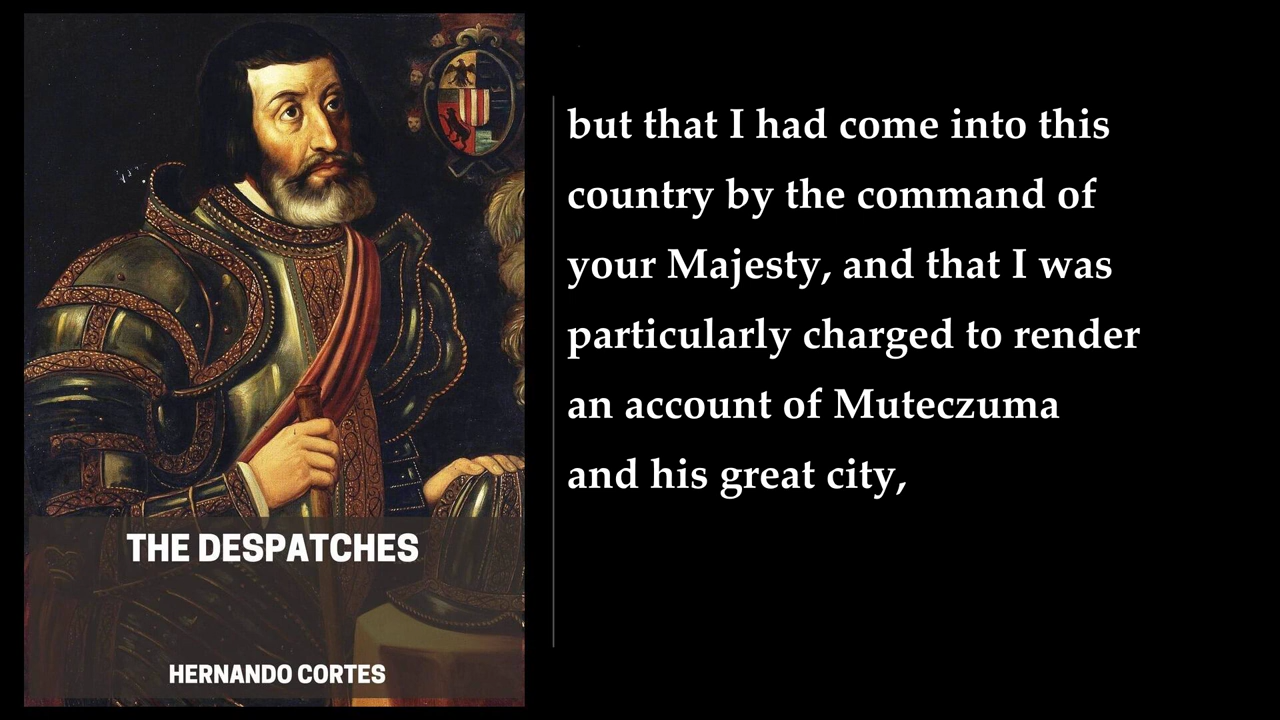 but that I had come into this
country by the command of
your Majesty, and that I was
particularly charged to render
an account of Muteczuma
and his great city,
THE DESPATCHES
HERNANDO CORTES